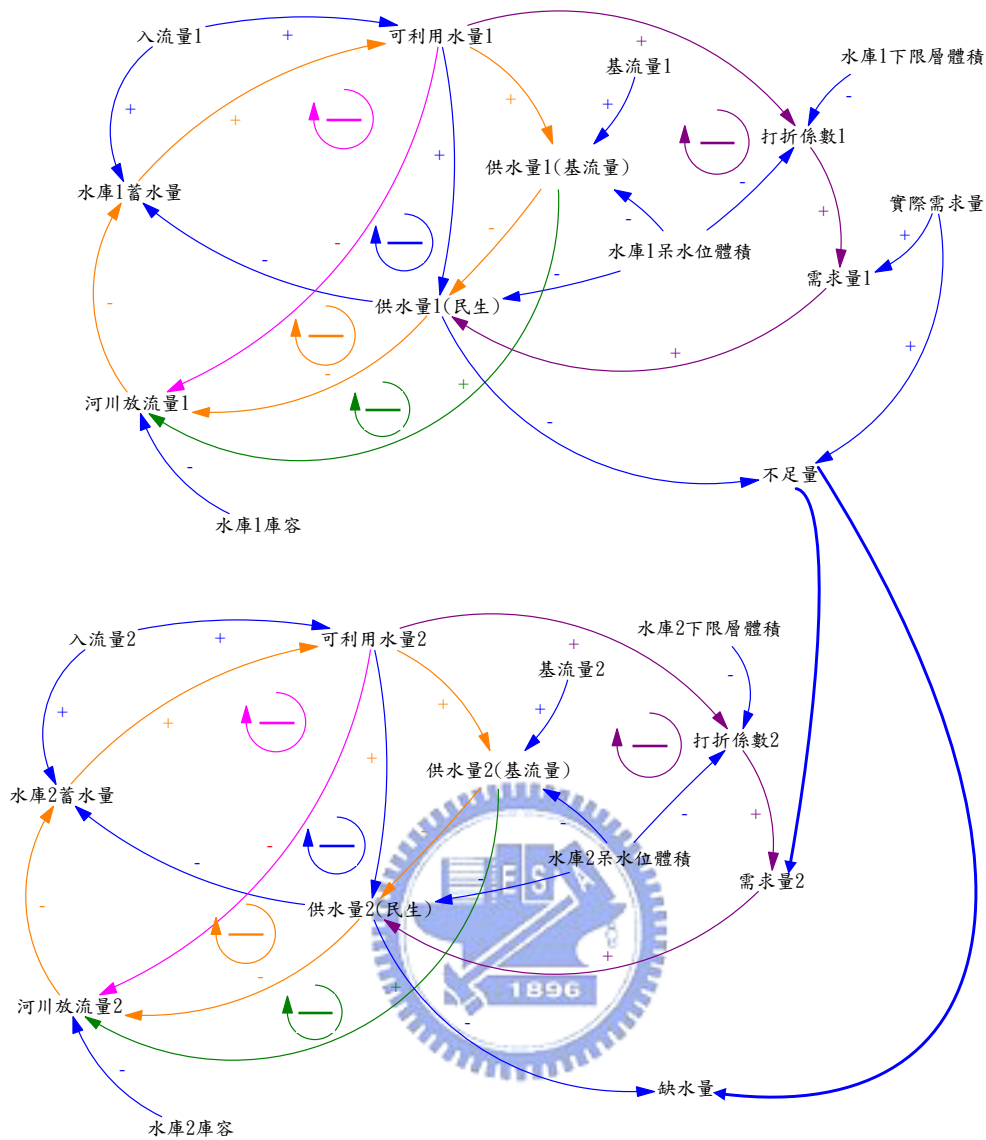 入流量1
可利用水量1
基流量1
水庫1下限層體積
打折係數1
供水量1(基流量)
水庫1蓄水量
實際需求量
水庫1呆水位體積
需求量1
供水量1(民生)
河川放流量1
不足量
水庫1庫容
入流量2
可利用水量2
水庫2下限層體積
基流量2
打折係數2
供水量2(基流量)
水庫2蓄水量
水庫2呆水位體積
需求量2
供水量2(民生)
ES
1896
河川放流量2
缺水量
水庫2庫容